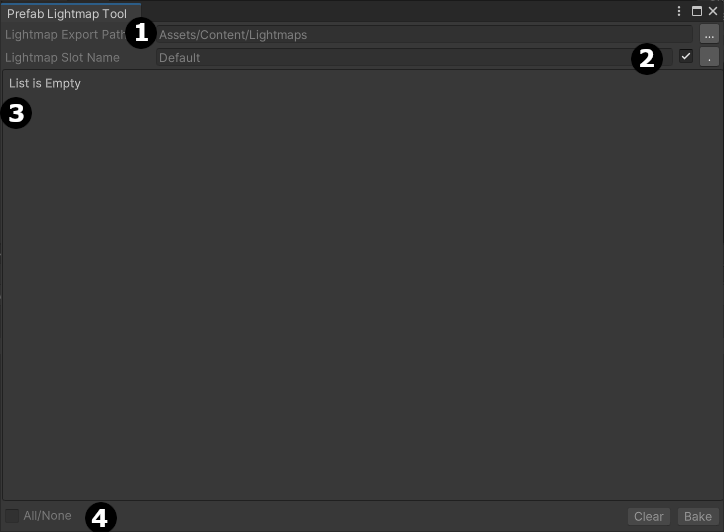 Prefab Lightmap Tool
Lightmap Export Path 1 Assets/Content/Lightmaps ...
Lightmap Slot Name Default 2 .
List is Empty
3
All/None 4 Clear Bake